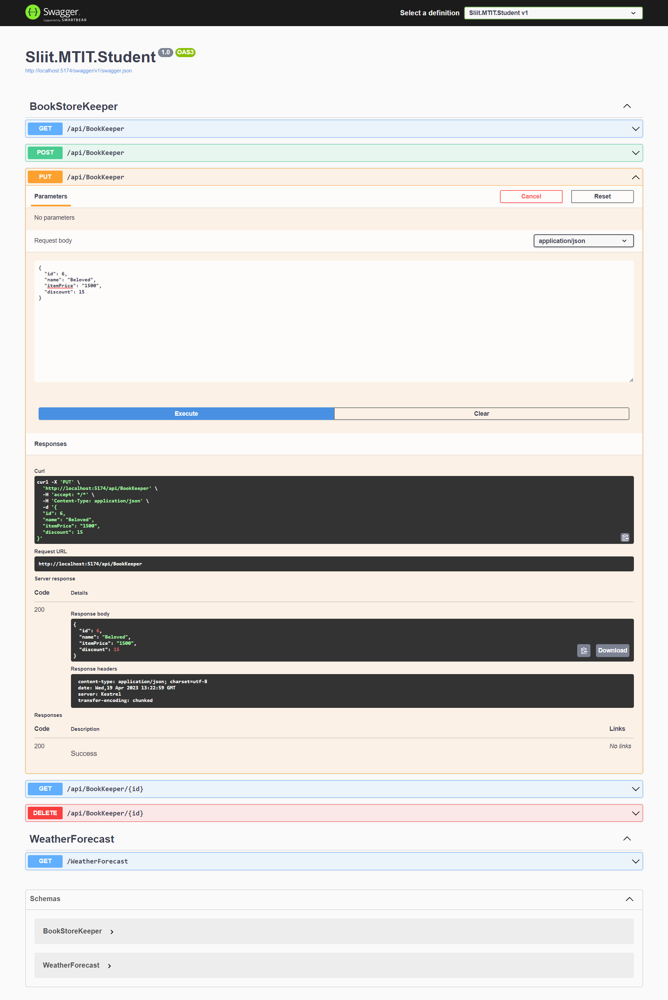 Swagger
Supported by SMARTBEAR
Select a definition
Sliit.MTIT.Student v1
Sliit.MTIT.Student 1.0 OAS3
http://localhost:5174/swagger/v1/swagger.json
BookStoreKeeper
GET /api/BookKeeper
POST /api/BookKeeper
PUT /api/BookKeeper
Parameters
Cancel
Reset
No parameters
Request body
application/json
{
  "id": 6,
  "name": "Beloved",
  "itemPrice": "1500",
  "discount": 15
}
Execute
Clear
Responses
Curl
curl -X 'PUT' \
  'http://localhost:5174/api/BookKeeper' \
  -H 'accept: */*' \
  -H 'Content-Type: application/json' \
  -d '{
  "id": 6,
  "name": "Beloved",
  "itemPrice": "1500",
  "discount": 15
}'
Request URL
http://localhost:5174/api/BookKeeper
Server response
Code Details
200
Response body
{
  "id": 6,
  "name": "Beloved",
  "itemPrice": "1500",
  "discount": 15
}
Download
Response headers
content-type: application/json; charset=utf-8
date: Wed,19 Apr 2023 13:22:59 GMT
server: Kestrel
transfer-encoding: chunked
Responses
Code Description Links
200 No links
Success
GET /api/BookKeeper/{id}
DELETE /api/BookKeeper/{id}
WeatherForecast
GET /WeatherForecast
Schemas
BookStoreKeeper
WeatherForecast